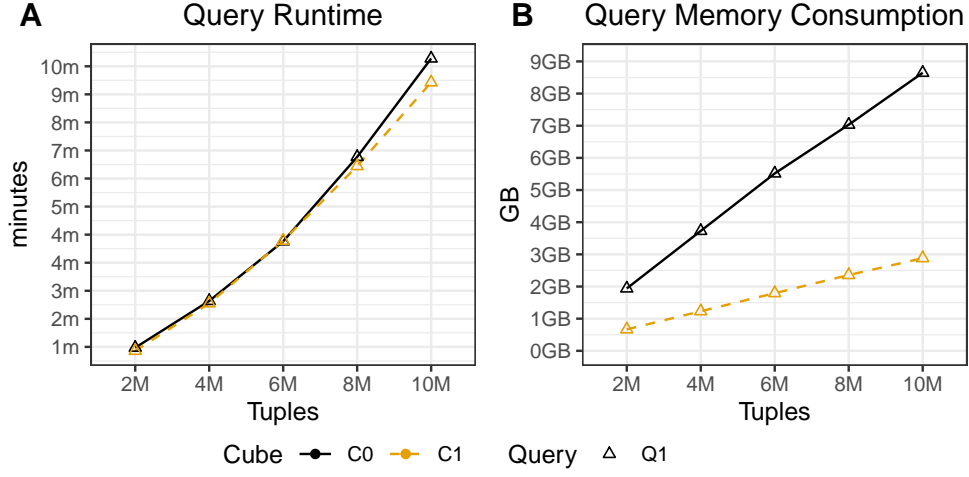 A Query Runtime
minutes
10m
9m
8m
7m
6m
5m
4m
3m
2m
1m
2M 4M 6M 8M 10M
Tuples
B Query Memory Consumption
GB
9GB
8GB
7GB
6GB
5GB
4GB
3GB
2GB
1GB
0GB
2M 4M 6M 8M 10M
Tuples
Cube C0 C1 Query Q1